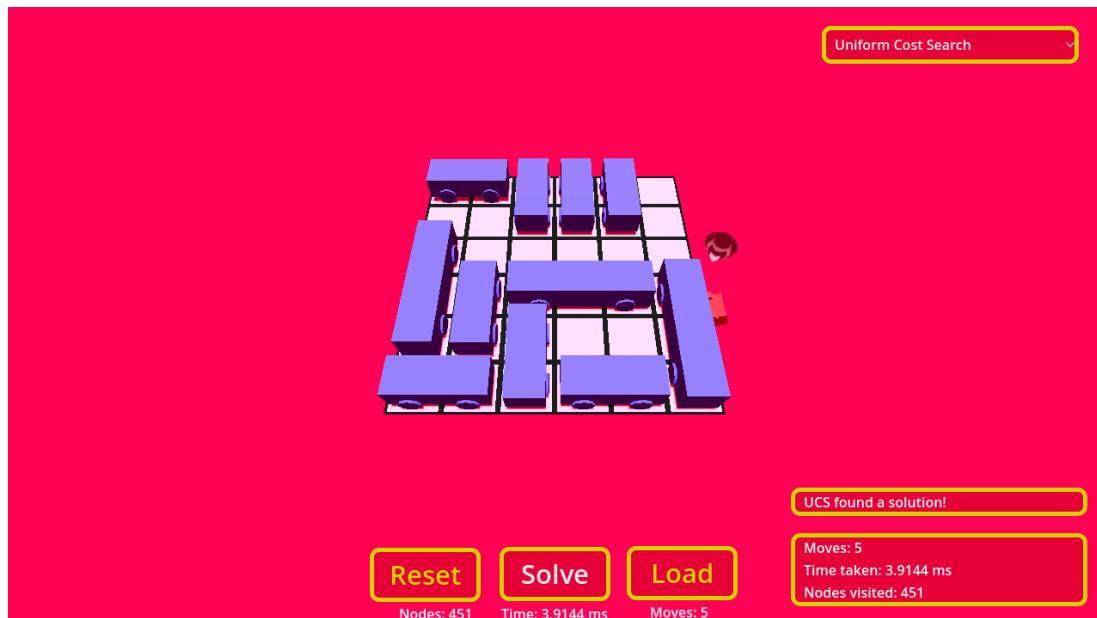 Uniform Cost Search
UCS found a solution!
Moves: 5
Time taken: 3.9144 ms
Nodes visited: 451
Reset
Solve
Load
Nodes: 451
Time: 3.9144 ms
Moves: 5